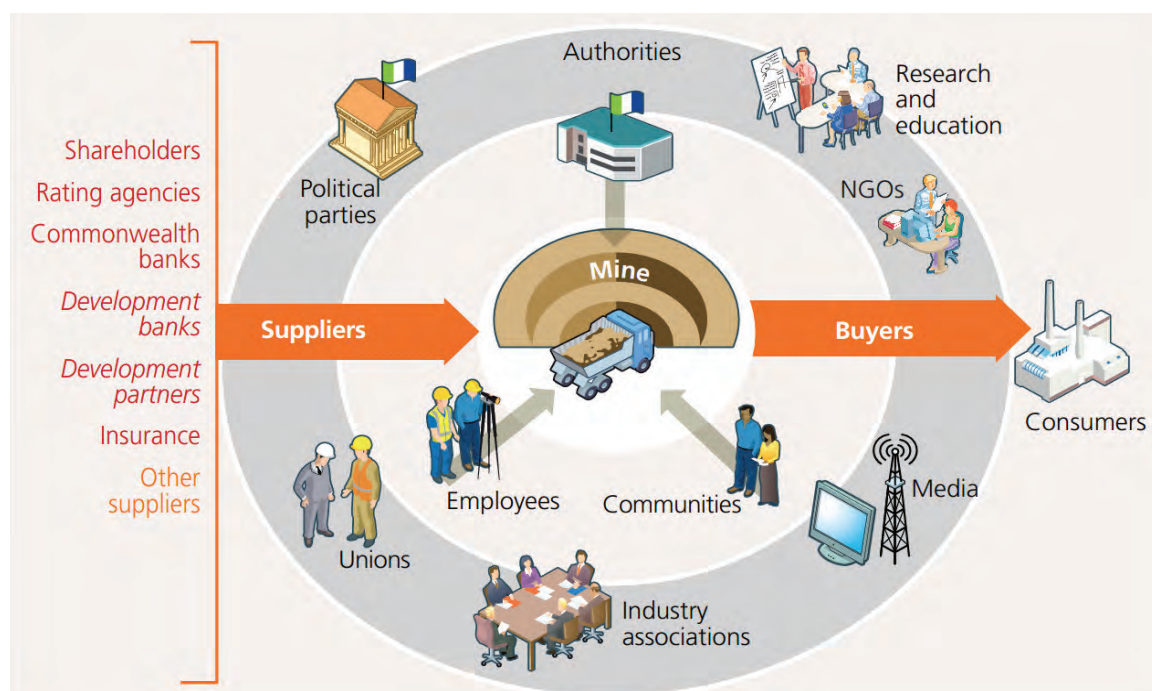 Shareholders
Rating agencies
Commonwealth
banks
Development
banks
Development
partners
Insurance
Other
suppliers
Political
parties
Authorities
Research
and
education
NGOs
Mine
Suppliers
Buyers
Consumers
Employees
Communities
Media
Unions
Industry
associations